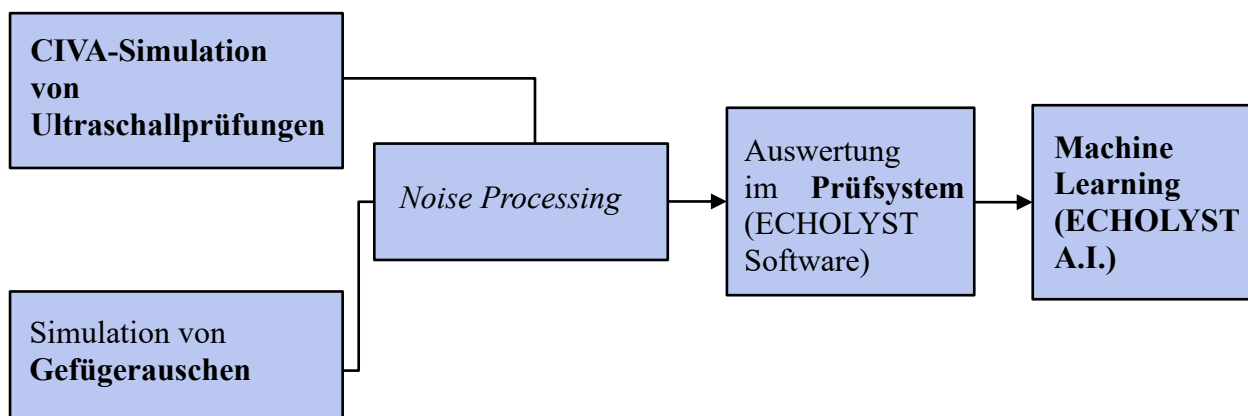 CIVA-Simulation
von
Ultraschallprüfungen
Simulation von
Gefügerauschen
Noise Processing
Auswertung
im Prüfsystem
(ECHOLYST
Software)
Machine
Learning
(ECHOLYST
A.I.)